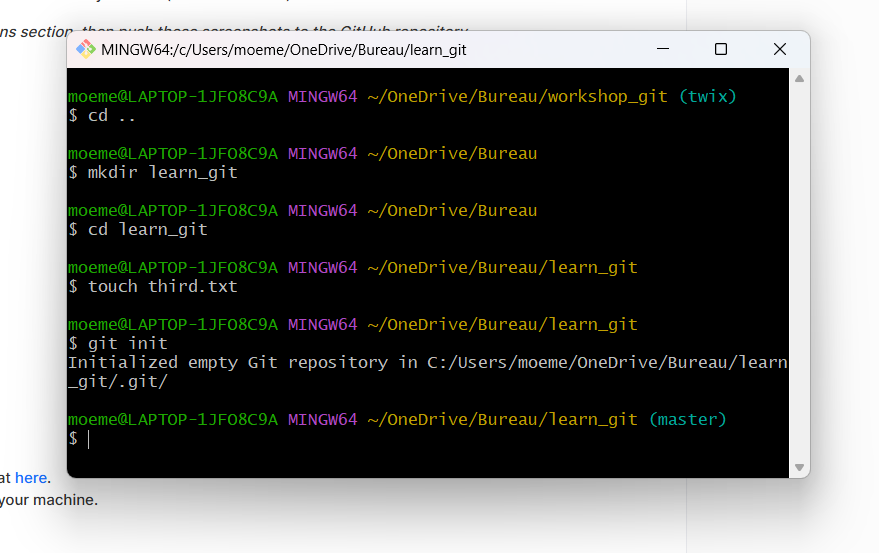 ns section, then push these screenshots to the GitHub repository
MINGW64:/c/Users/moeme/OneDrive/Bureau/learn_git
moeme@LAPTOP-1JFO8C9A MINGW64 ~/OneDrive/Bureau/workshop_git (twix)
$ cd ..
moeme@LAPTOP-1JFO8C9A MINGW64 ~/OneDrive/Bureau
$ mkdir learn_git
moeme@LAPTOP-1JFO8C9A MINGW64 ~/OneDrive/Bureau
$ cd learn_git
moeme@LAPTOP-1JFO8C9A MINGW64 ~/OneDrive/Bureau/learn_git
$ touch third.txt
moeme@LAPTOP-1JFO8C9A MINGW64 ~/OneDrive/Bureau/learn_git
$ git init
Initialized empty Git repository in C:/Users/moeme/OneDrive/Bureau/learn
_git/.git/
moeme@LAPTOP-1JFO8C9A MINGW64 ~/OneDrive/Bureau/learn_git (master)
$
at here.
your machine.